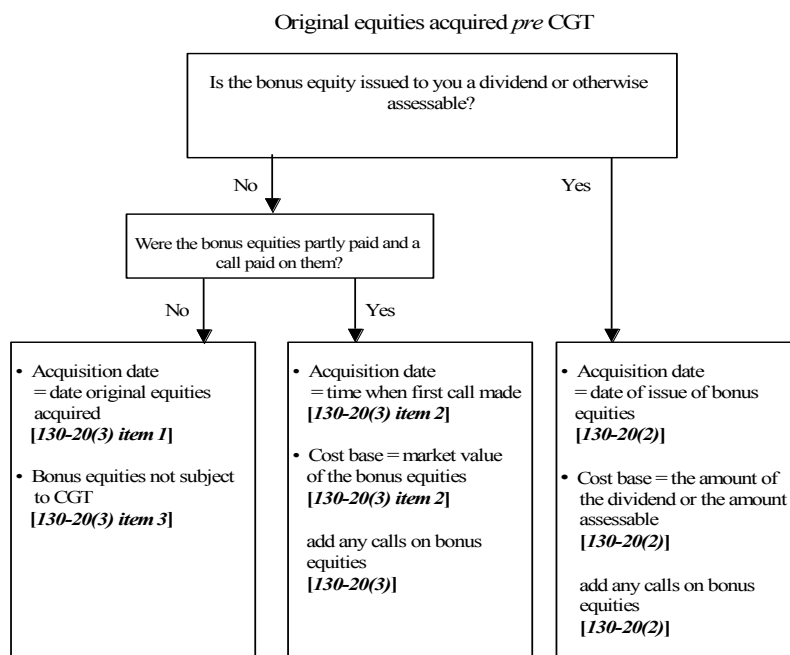 Original equities acquired pre CGT
Is the bonus equity issued to you a dividend or otherwise
assessable?
No
Yes
Were the bonus equities partly paid and a
call paid on them?
No
Yes
• Acquisition date
= date original equities
acquired
[130-20(3) item 1]
• Bonus equities not subject
to CGT
[130-20(3) item 3]
• Acquisition date
= time when first call made
[130-20(3) item 2]
• Cost base = market value
of the bonus equities
[130-20(3) item 2]
add any calls on bonus
equities
[130-20(3)]
• Acquisition date
= date of issue of bonus
equities
[130-20(2)]
• Cost base = the amount of
the dividend or the amount
assessable
[130-20(2)]
add any calls on bonus
equities
[130-20(2)]